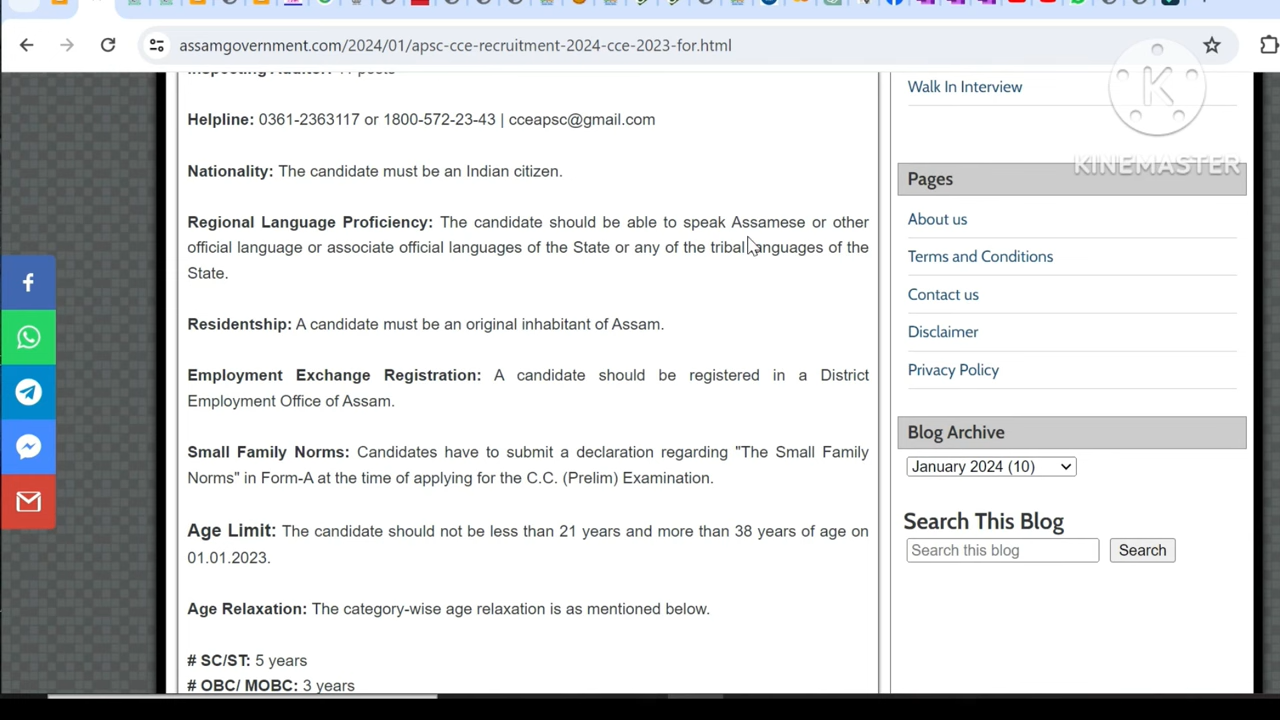 assamgovernment.com/2024/01/apsc-cce-recruitment-2024-cce-2023-for.html
Inspecting Auditor: 11 posts
Helpline: 0361-2363117 or 1800-572-23-43 | cceapsc@gmail.com
Nationality: The candidate must be an Indian citizen.
Regional Language Proficiency: The candidate should be able to speak Assamese or other
official language or associate official languages of the State or any of the tribal languages of the
State.
Residentship: A candidate must be an original inhabitant of Assam.
Employment Exchange Registration: A candidate should be registered in a District
Employment Office of Assam.
Small Family Norms: Candidates have to submit a declaration regarding "The Small Family
Norms" in Form-A at the time of applying for the C.C. (Prelim) Examination.
Age Limit: The candidate should not be less than 21 years and more than 38 years of age on
01.01.2023.
Age Relaxation: The category-wise age relaxation is as mentioned below.
# SC/ST: 5 years
# OBC/ MOBC: 3 years
Walk In Interview
K
KINEMASTER
Pages
About us
Terms and Conditions
Contact us
Disclaimer
Privacy Policy
Blog Archive
January 2024 (10)
Search This Blog
Search this blog
Search